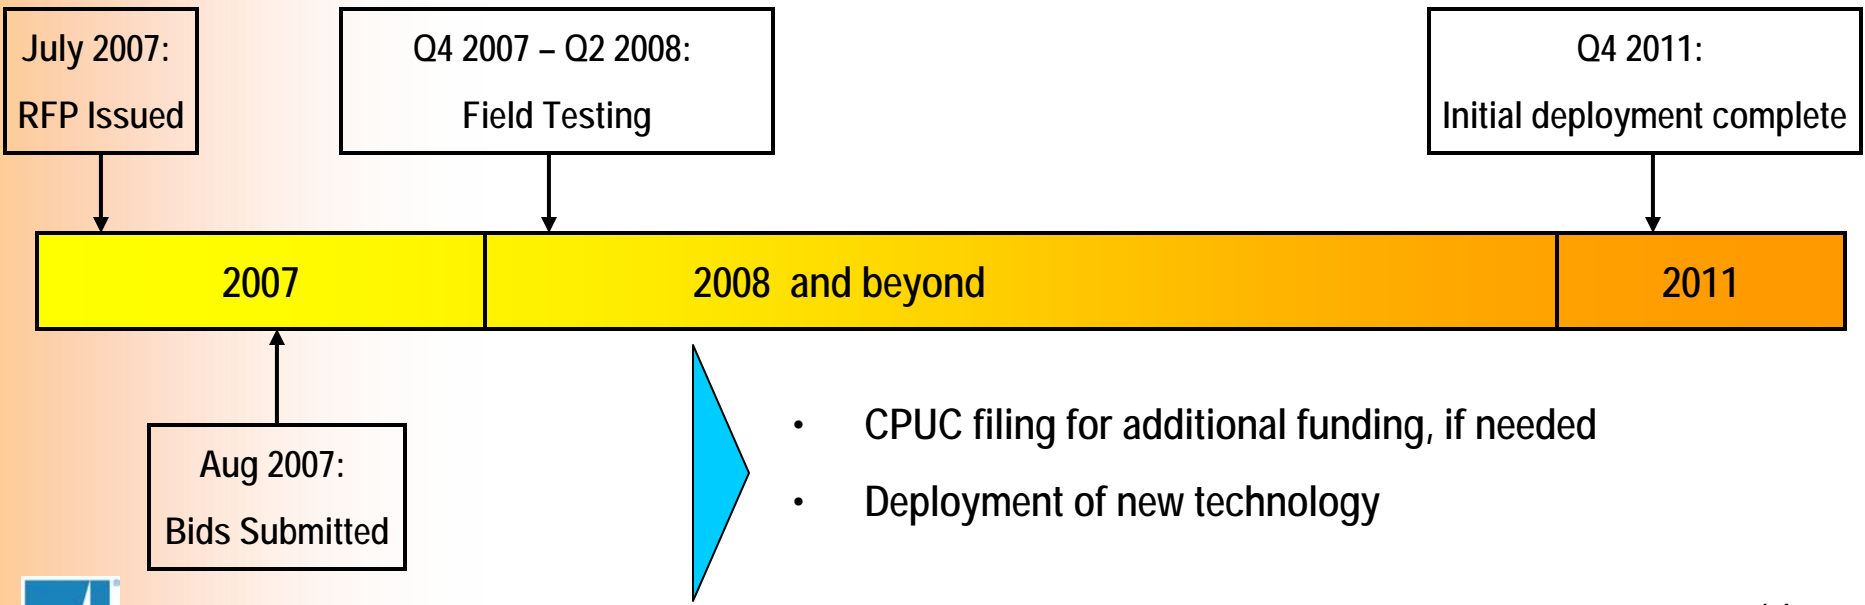 July 2007:
RFP Issued
Q4 2007 – Q2 2008:
Field Testing
Q4 2011:
Initial deployment complete
2007
2008 and beyond
2011
Aug 2007:
Bids Submitted
• CPUC filing for additional funding, if needed
• Deployment of new technology